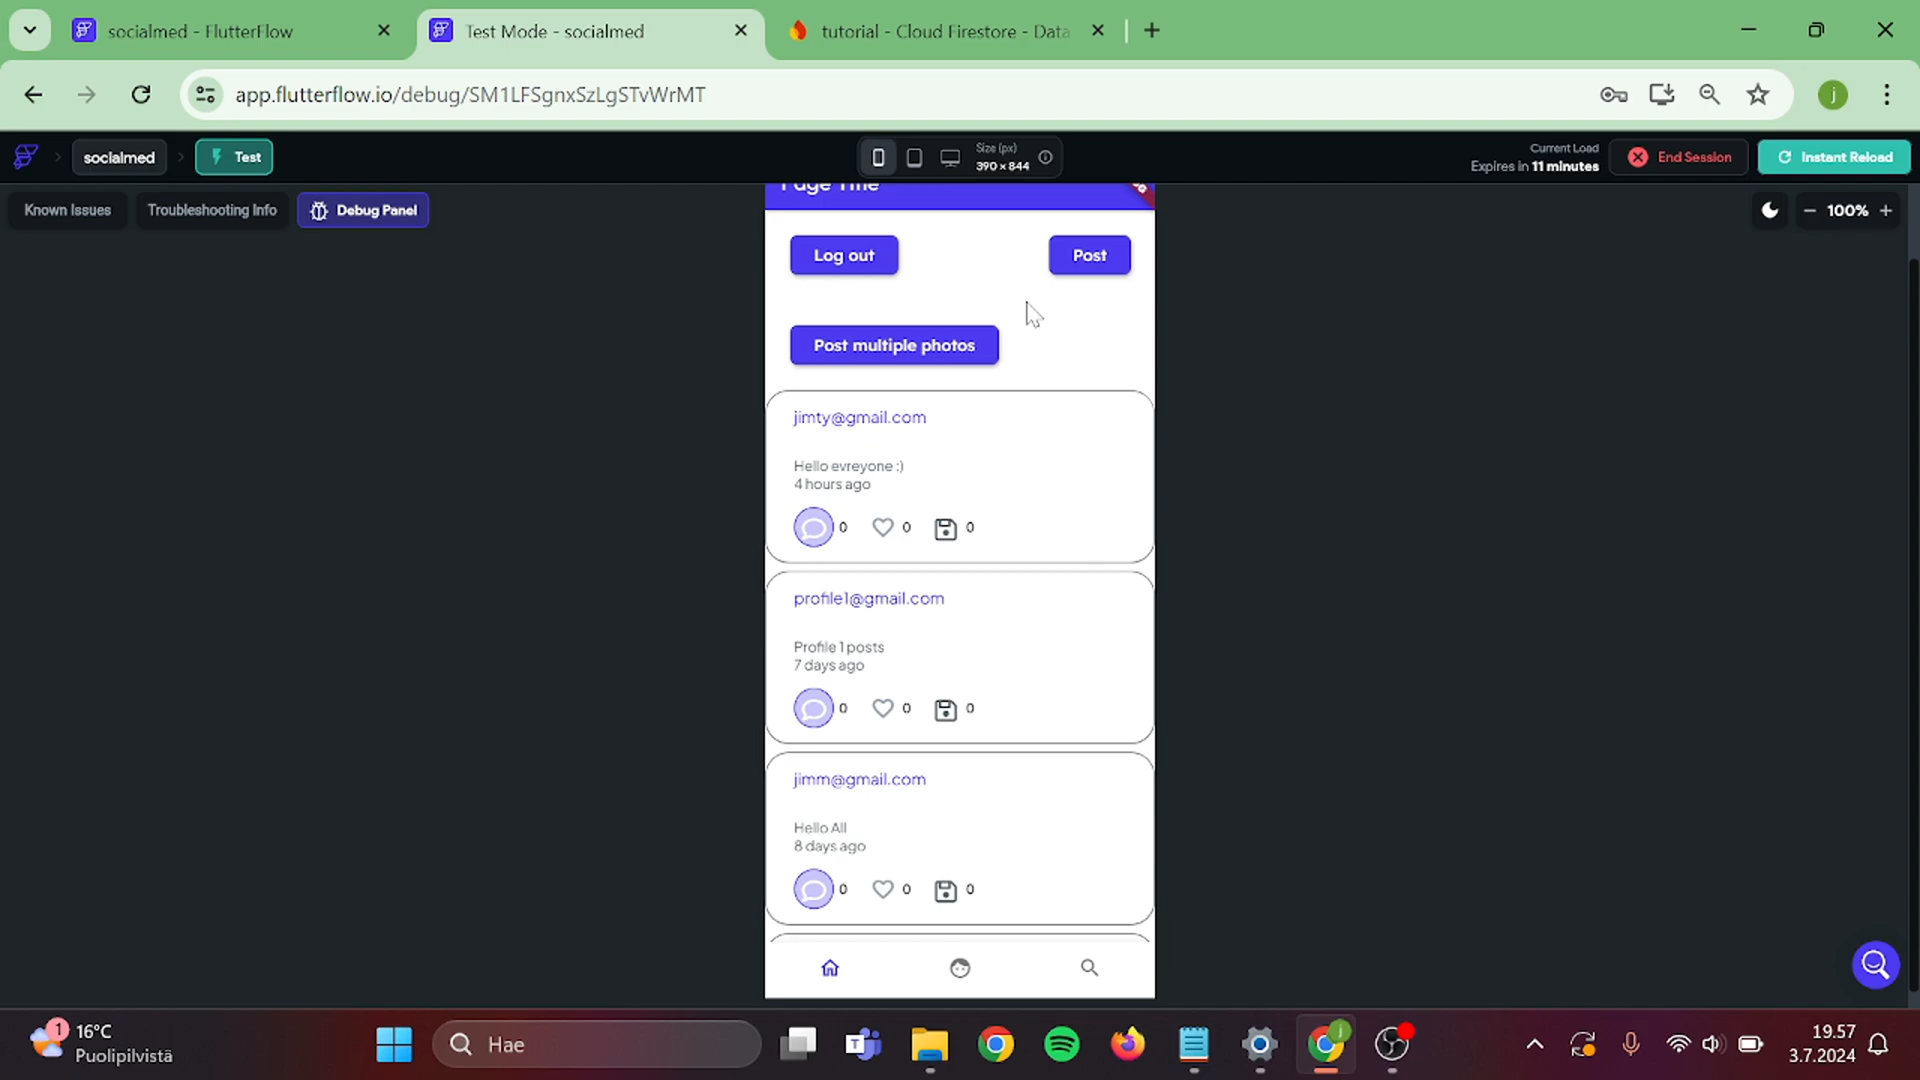 socialmed - FlutterFlow
Test Mode - socialmed
tutorial - Cloud Firestore - Data
app.flutterflow.io/debug/SM1LFSgnxSzLgSTvWrMT
j
socialmed
Test
Size (px)
390 × 844
Current Load
Expires in 11 minutes
End Session
Instant Reload
Known Issues
Troubleshooting Info
Debug Panel
100%
Page Title
Log out
Post
Post multiple photos
jimty@gmail.com
Hello evreyone :)
4 hours ago
0 0 0
profile1@gmail.com
Profile 1 posts
7 days ago
0 0 0
jimm@gmail.com
Hello All
8 days ago
0 0 0
1
16°C
Puolipilvistä
Hae
j
19.57
3.7.2024